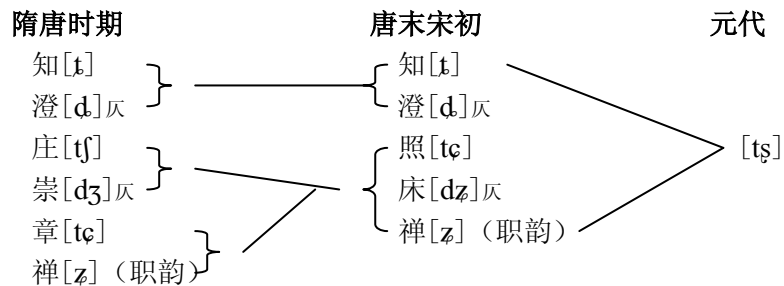 隋唐时期 唐末宋初 元代
知[ȶ] 知[ȶ]
澄[ȡ]仄 澄[ȡ]仄
庄[tʃ] 照[tɕ] [tʂ]
崇[dʒ]仄 床[dʑ]仄
章[tɕ] 禅[ʑ]（职韵）
禅[ʑ]（职韵）